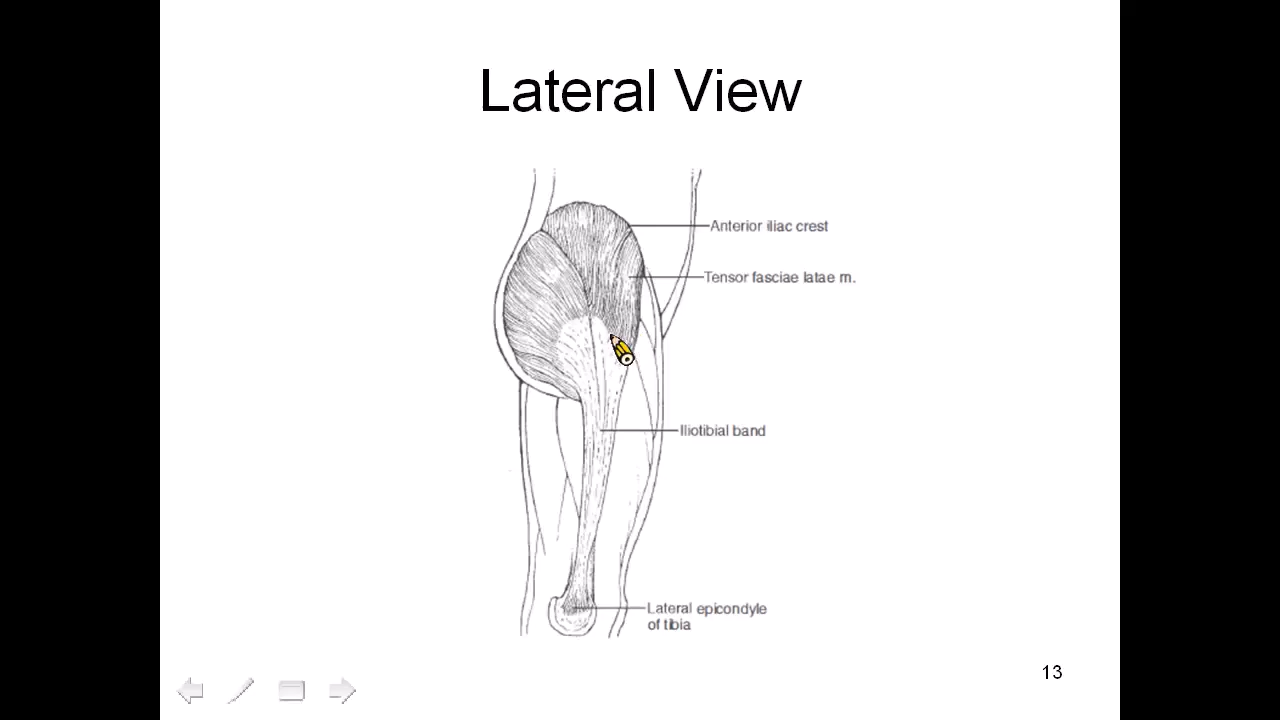 Lateral View
Anterior iliac crest
Tensor fasciae latae m.
Iliotibial band
Lateral epicondyle
of tibia
13